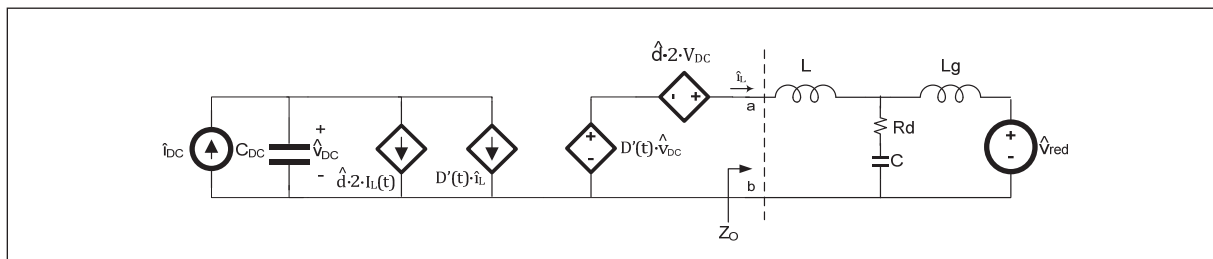 d̂·2·V_DC
L
Lg
î_L
a
Rd
î_DC
C_DC
+
v̂_DC
-
d̂·2·I_L(t)
D'(t)·î_L
+
-
D'(t)·v̂_DC
- +
C
+
-
v̂_red
b
Z_O